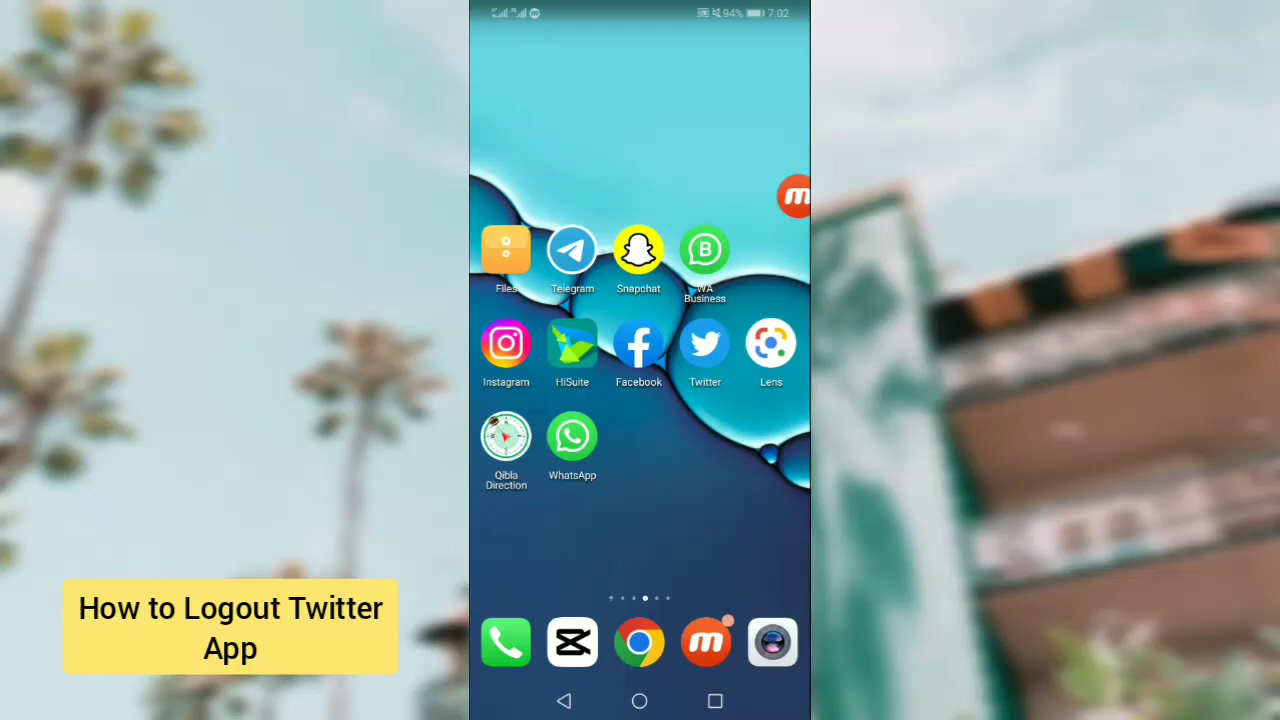 94% 7:02
Files Telegram Snapchat WA
Business
Instagram HiSuite Facebook Twitter Lens
Qibla WhatsApp
Direction
How to Logout Twitter
App